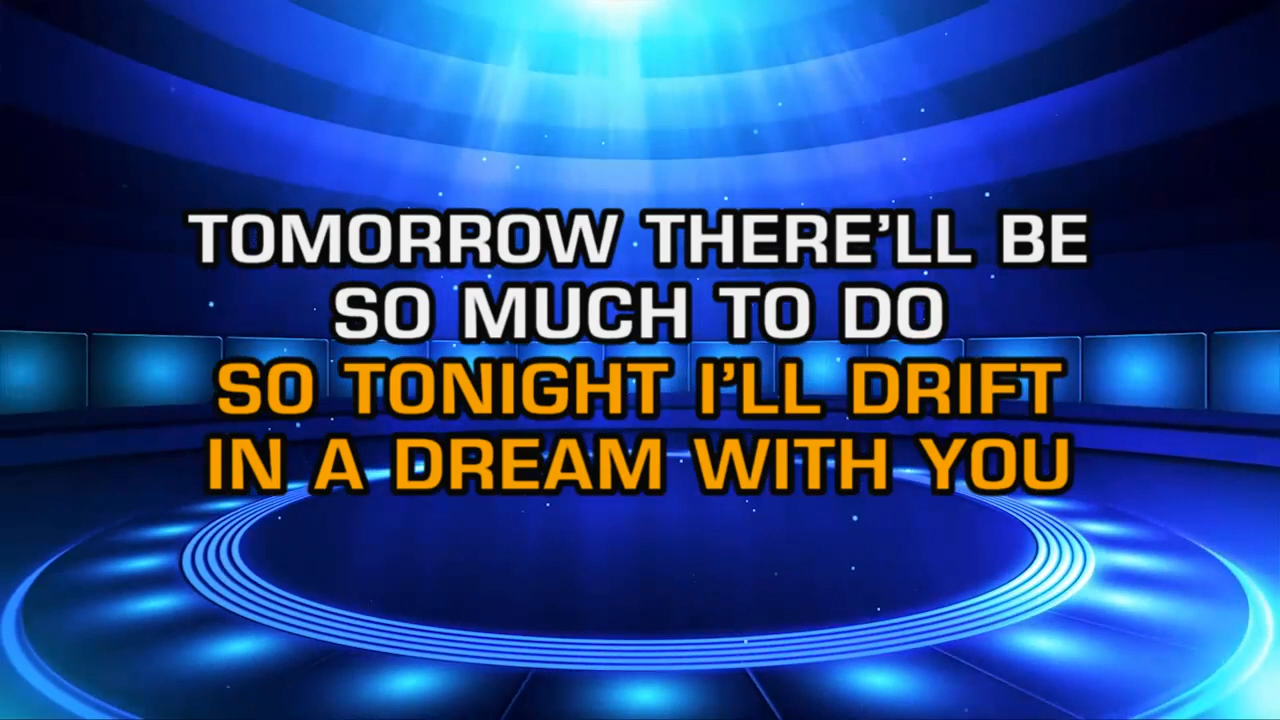 TOMORROW THERE’LL BE
SO MUCH TO DO
SO TONIGHT I’LL DRIFT
IN A DREAM WITH YOU